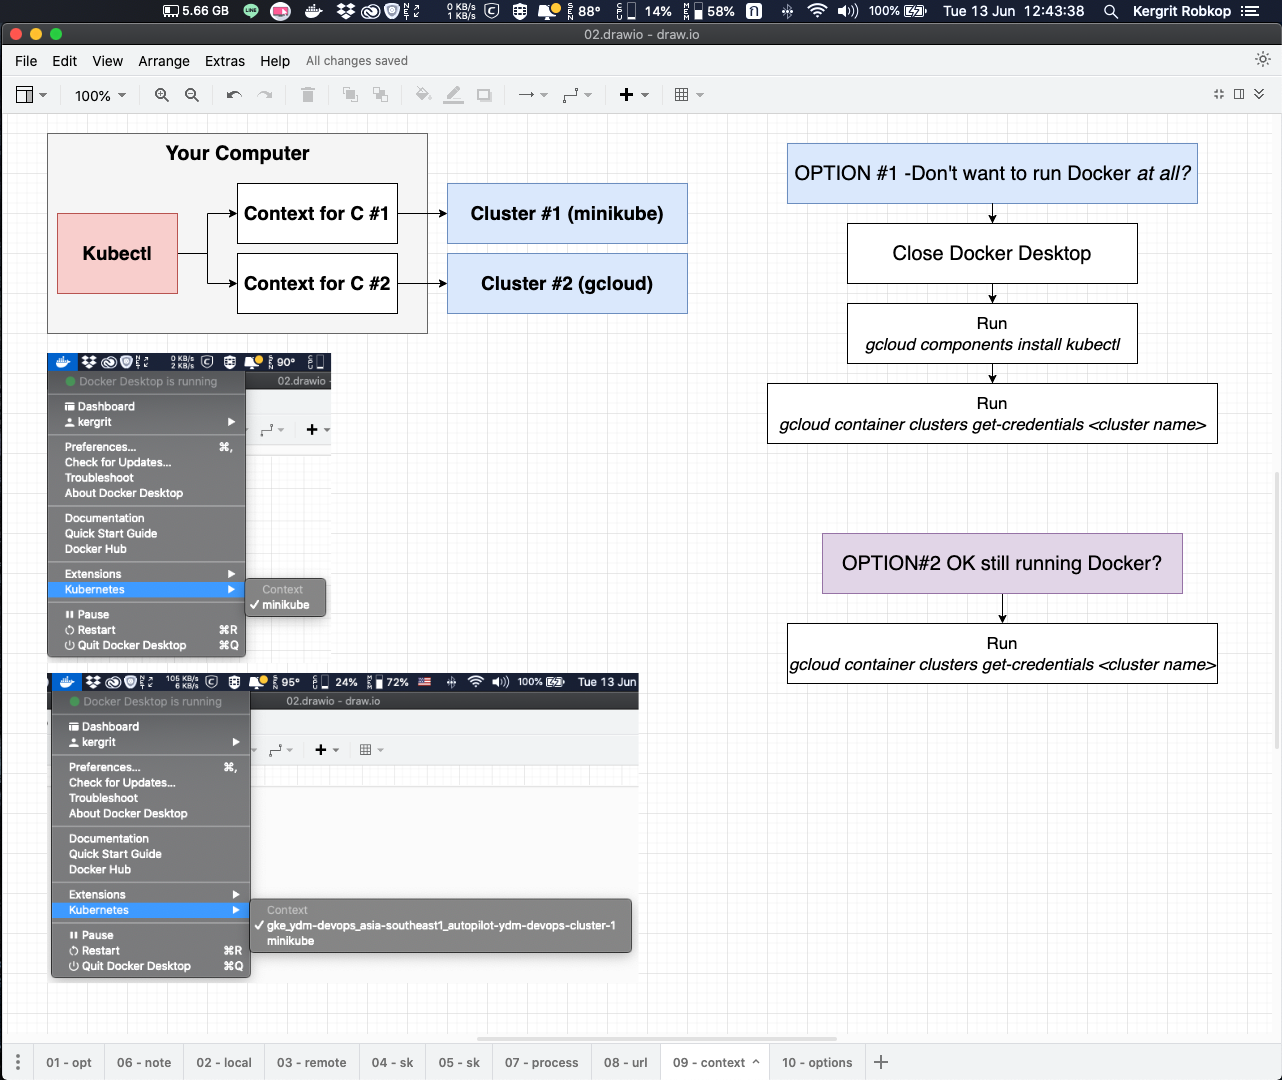 5.66 GB
0 KB/s
1 KB/s
SEN
88°
CPU
14%
MEM
58%
100%
Tue 13 Jun 12:43:38
Kergrit Robkop
02.drawio - draw.io
File Edit View Arrange Extras Help All changes saved
100%
Your Computer
Kubectl
Context for C #1
Context for C #2
Cluster #1 (minikube)
Cluster #2 (gcloud)
OPTION #1 -Don't want to run Docker at all?
Close Docker Desktop
Run
gcloud components install kubectl
Run
gcloud container clusters get-credentials <cluster name>
OPTION#2 OK still running Docker?
Run
gcloud container clusters get-credentials <cluster name>
0 KB/s
2 KB/s
SEN
90°
Docker Desktop is running
02.drawio -
Dashboard
kergrit
Preferences... ⌘,
Check for Updates...
Troubleshoot
About Docker Desktop
Documentation
Quick Start Guide
Docker Hub
Extensions
Kubernetes
Context
✓ minikube
Pause
Restart ⌘R
Quit Docker Desktop ⌘Q
105 KB/s
6 KB/s
SEN
95°
24%
MEM
72%
100%
Tue 13 Jun
Docker Desktop is running
02.drawio - draw.io
Dashboard
kergrit
Preferences... ⌘,
Check for Updates...
Troubleshoot
About Docker Desktop
Documentation
Quick Start Guide
Docker Hub
Extensions
Kubernetes
Context
✓ gke_ydm-devops_asia-southeast1_autopilot-ydm-devops-cluster-1
minikube
Pause
Restart ⌘R
Quit Docker Desktop ⌘Q
01 - opt
06 - note
02 - local
03 - remote
04 - sk
05 - sk
07 - process
08 - url
09 - context
10 - options